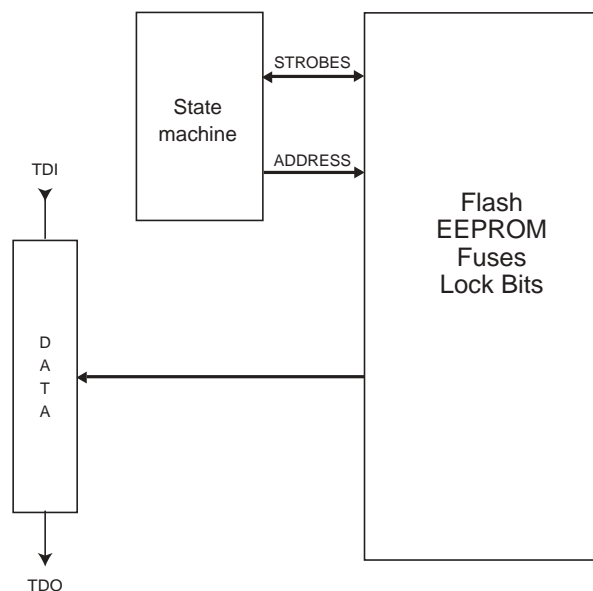 STROBES
State
machine
ADDRESS
TDI
Flash
EEPROM
Fuses
Lock Bits
D
A
T
A
TDO